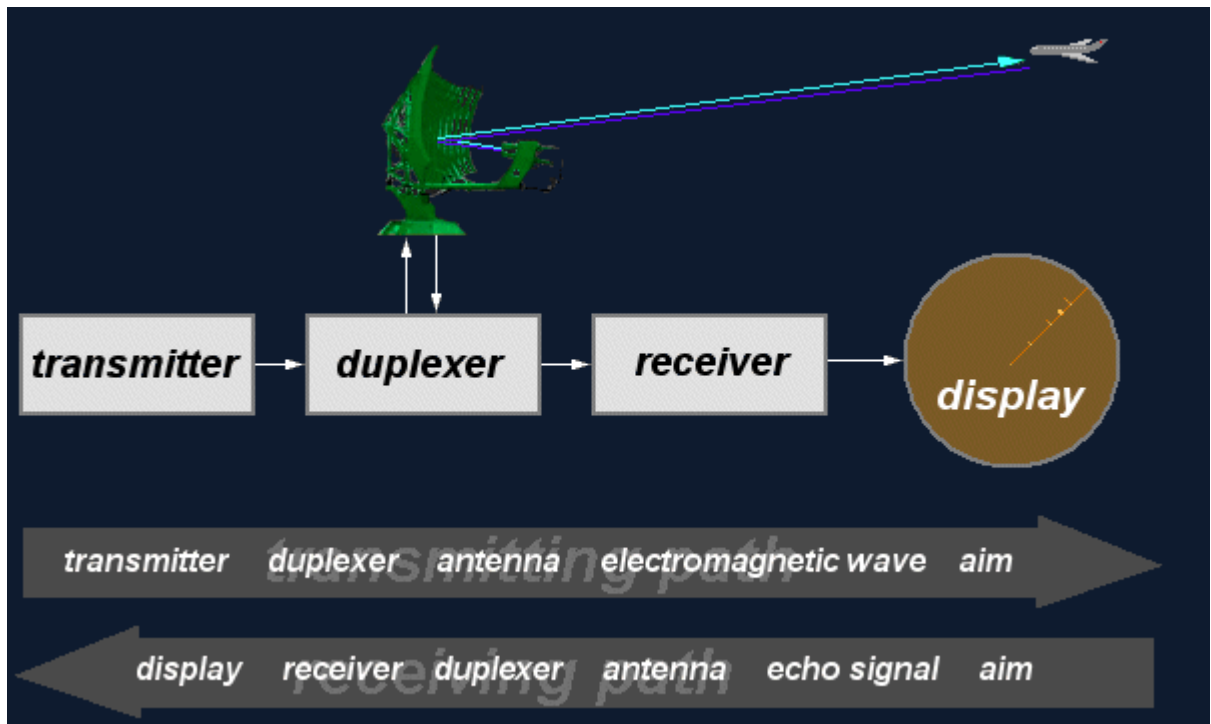 transmitter duplexer receiver display
transmitting path
transmitter duplexer antenna electromagnetic wave aim
receiving path
display receiver duplexer antenna echo signal aim